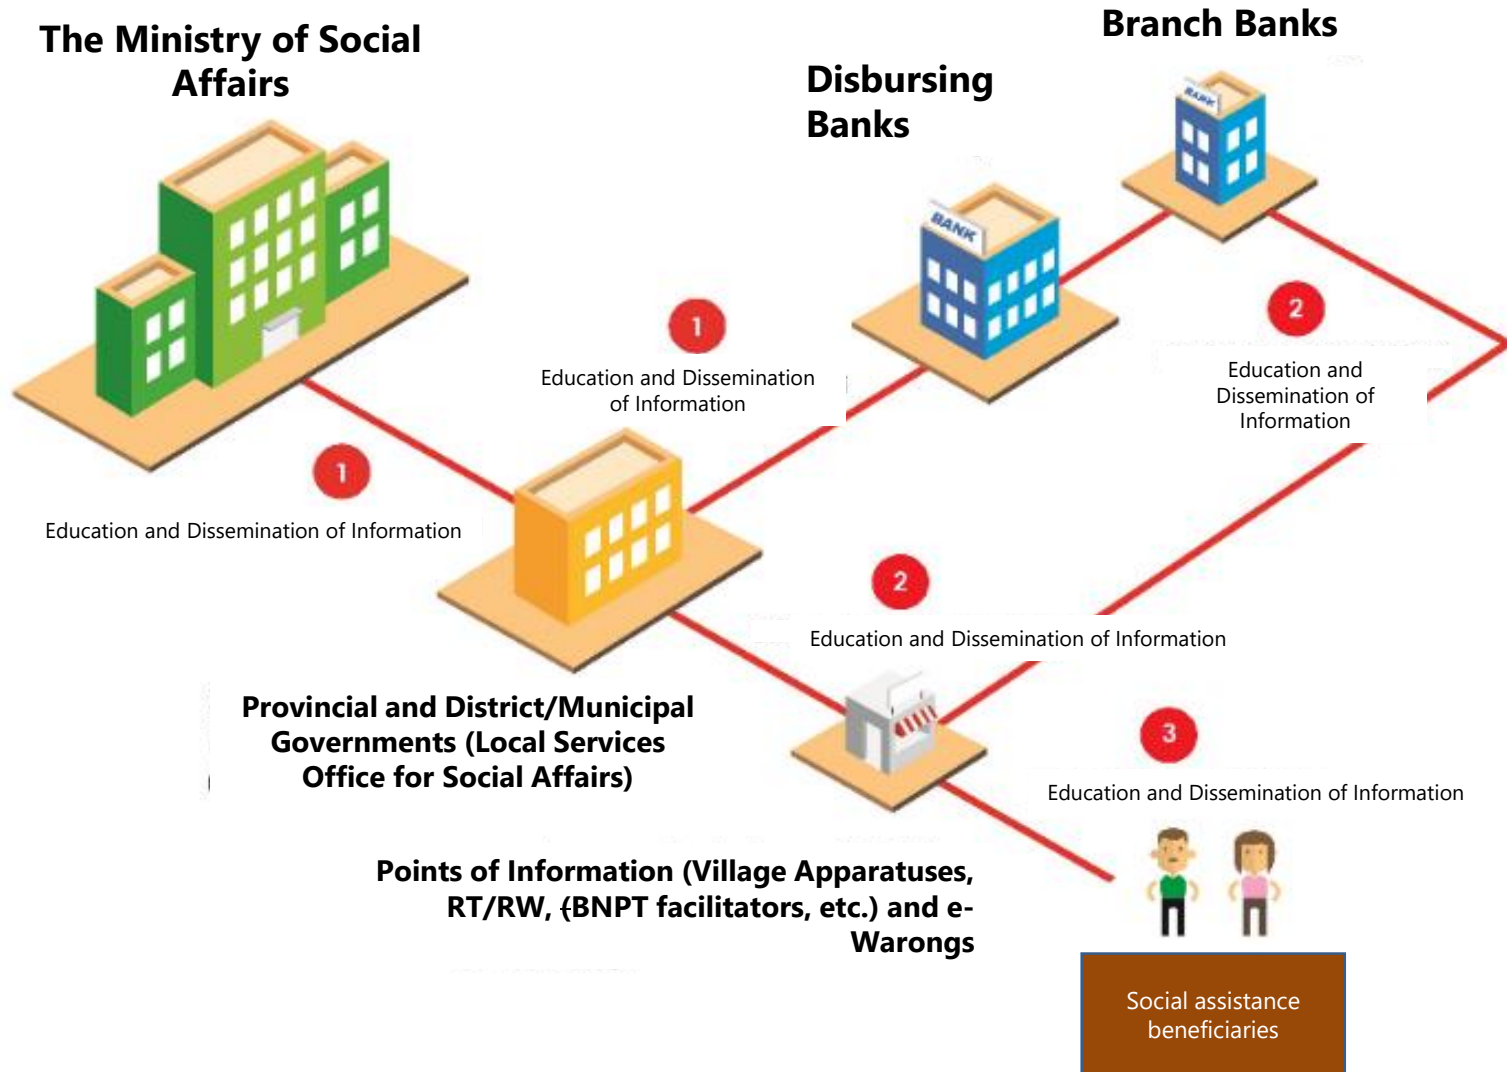 The Ministry of Social
Affairs
Branch Banks
Disbursing
Banks
BANK
BANK
1
Education and Dissemination
of Information
2
Education and
Dissemination of
Information
1
Education and Dissemination of Information
2
Education and Dissemination of Information
Provincial and District/Municipal
Governments (Local Services
Office for Social Affairs)
3
Education and Dissemination of Information
Points of Information (Village Apparatuses,
RT/RW, (BNPT facilitators, etc.) and e-
Warongs
Social assistance
beneficiaries